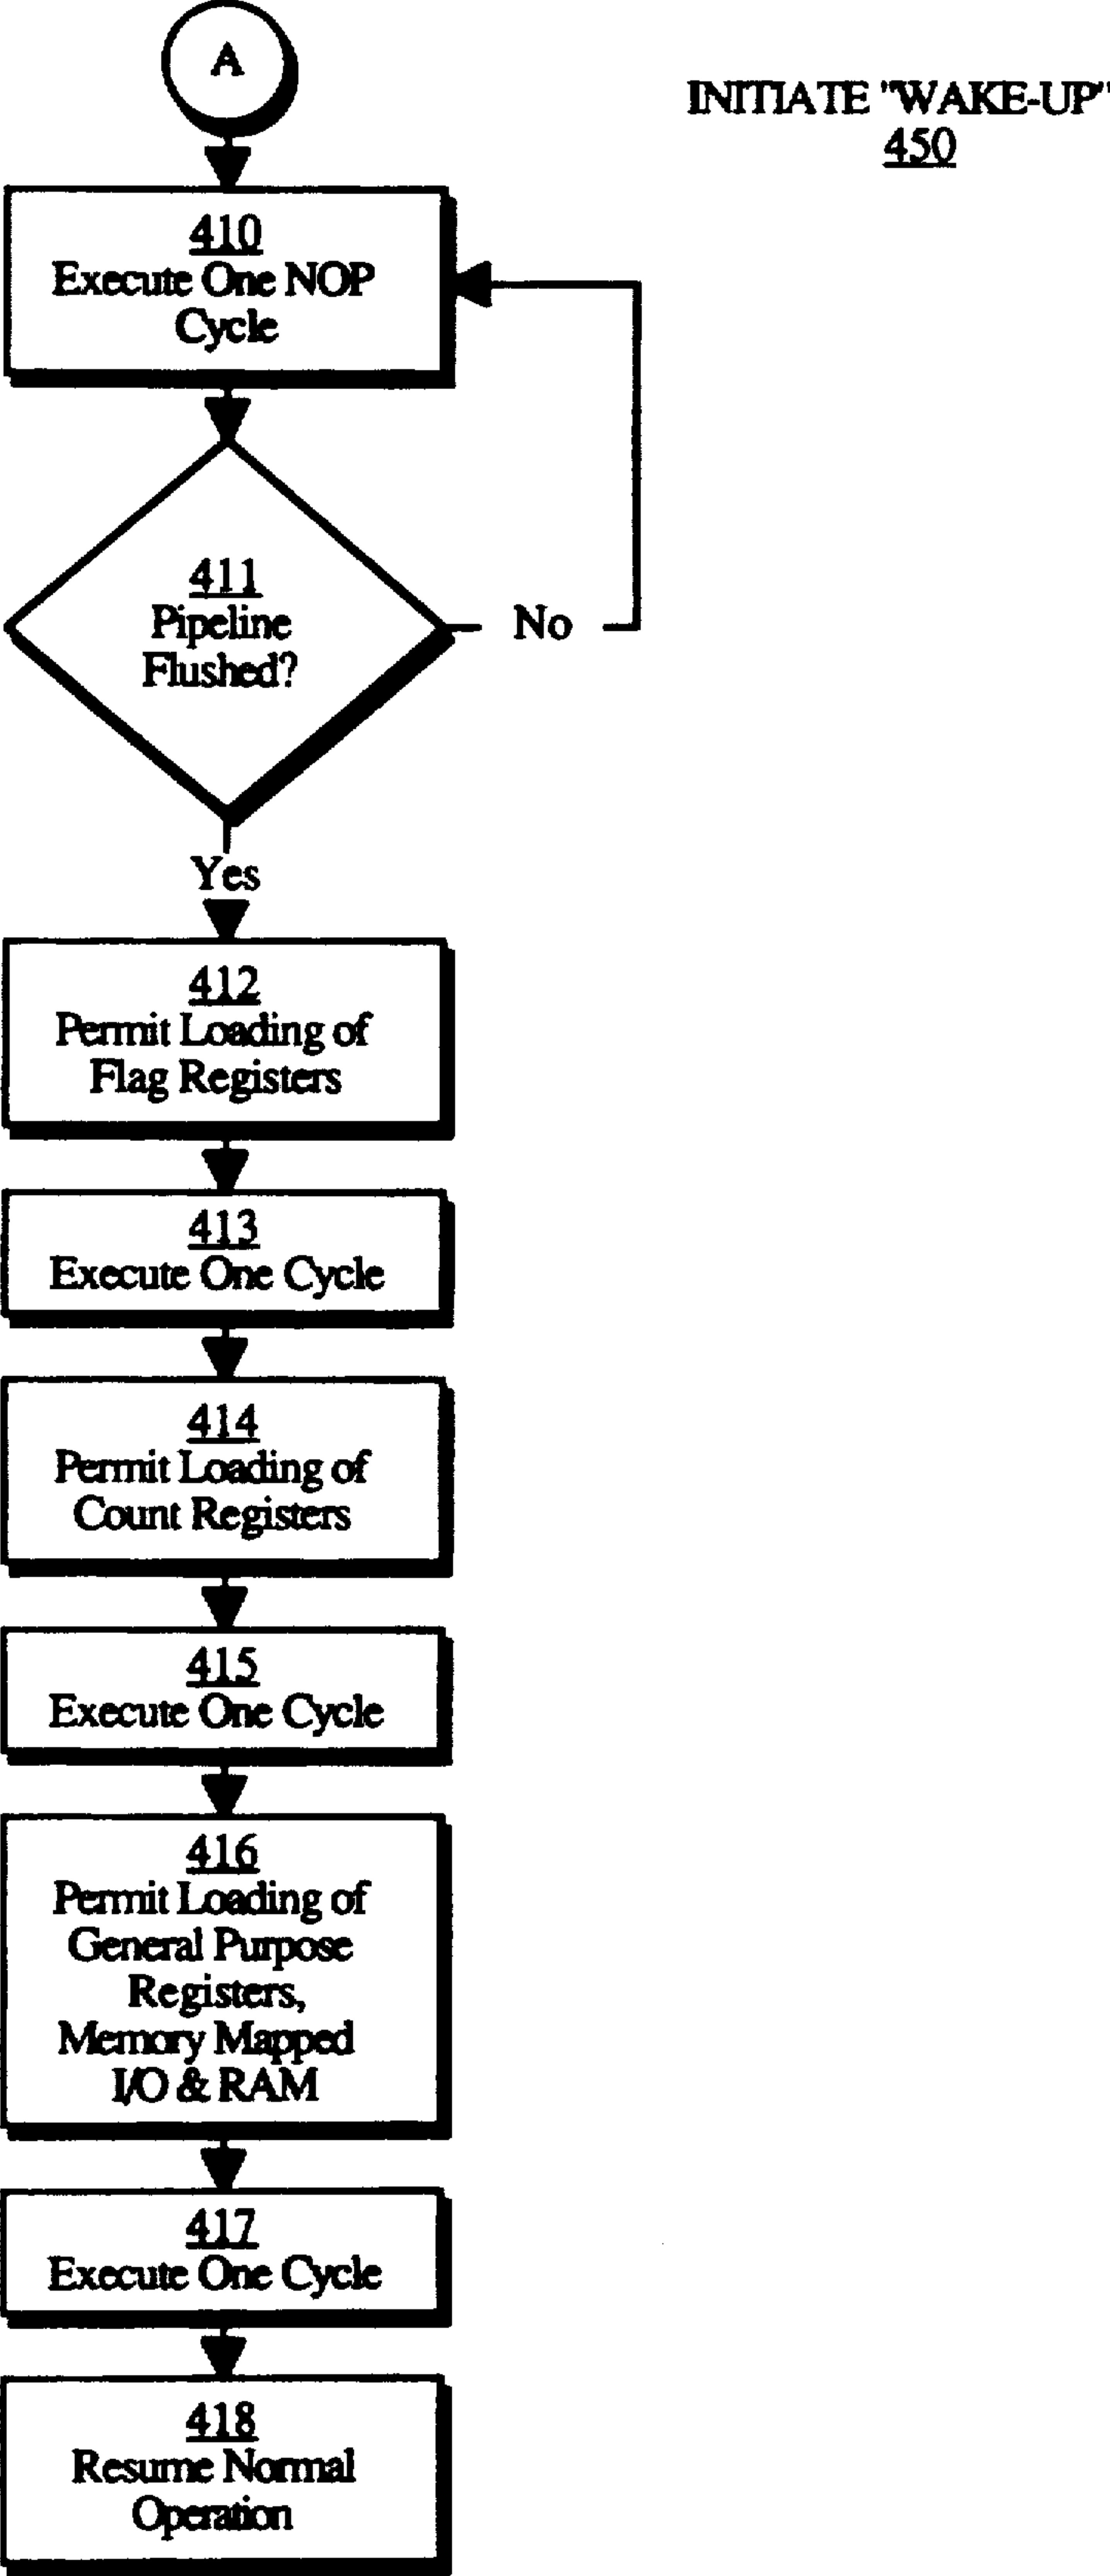 A
INITIATE "WAKE-UP"
450
410
Execute One NOP
Cycle
411
Pipeline
Flushed?
No
Yes
412
Permit Loading of
Flag Registers
413
Execute One Cycle
414
Permit Loading of
Count Registers
415
Execute One Cycle
416
Permit Loading of
General Purpose
Registers,
Memory Mapped
I/O & RAM
417
Execute One Cycle
418
Resume Normal
Operation